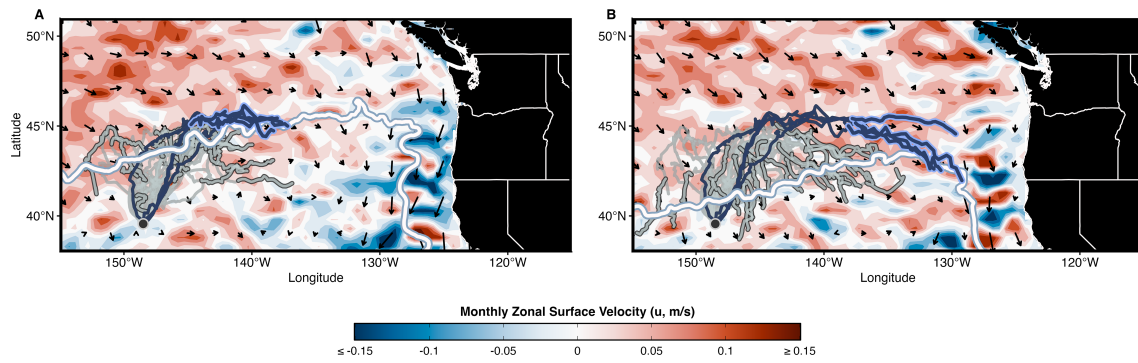 A
B
50°N
45°N
40°N
Latitude
150°W
140°W
130°W
120°W
Longitude
50°N
45°N
40°N
150°W
140°W
130°W
120°W
Longitude
Monthly Zonal Surface Velocity (u, m/s)
≤ -0.15
-0.1
-0.05
0
0.05
0.1
≥ 0.15